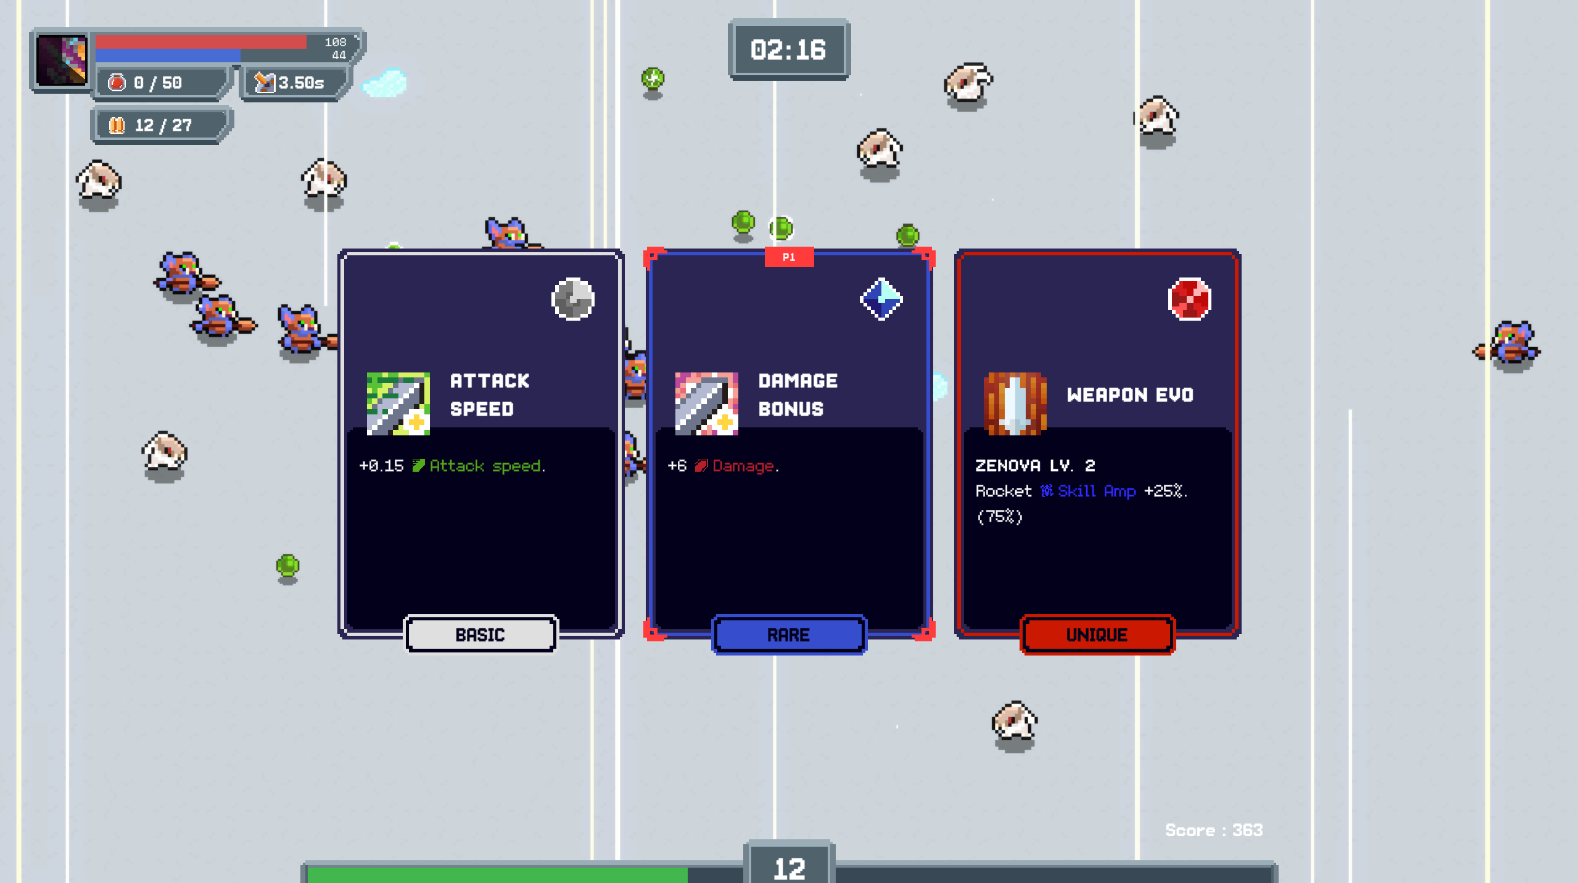 108
44
0 / 50
3.50s
12 / 27
02:16
P1
ATTACK
SPEED
+0.15 Attack speed.
BASIC
DAMAGE
BONUS
+6 Damage.
RARE
WEAPON EVO
ZENOVA LV. 2
Rocket Skill Amp +25%.
(75%)
UNIQUE
Score : 363
12